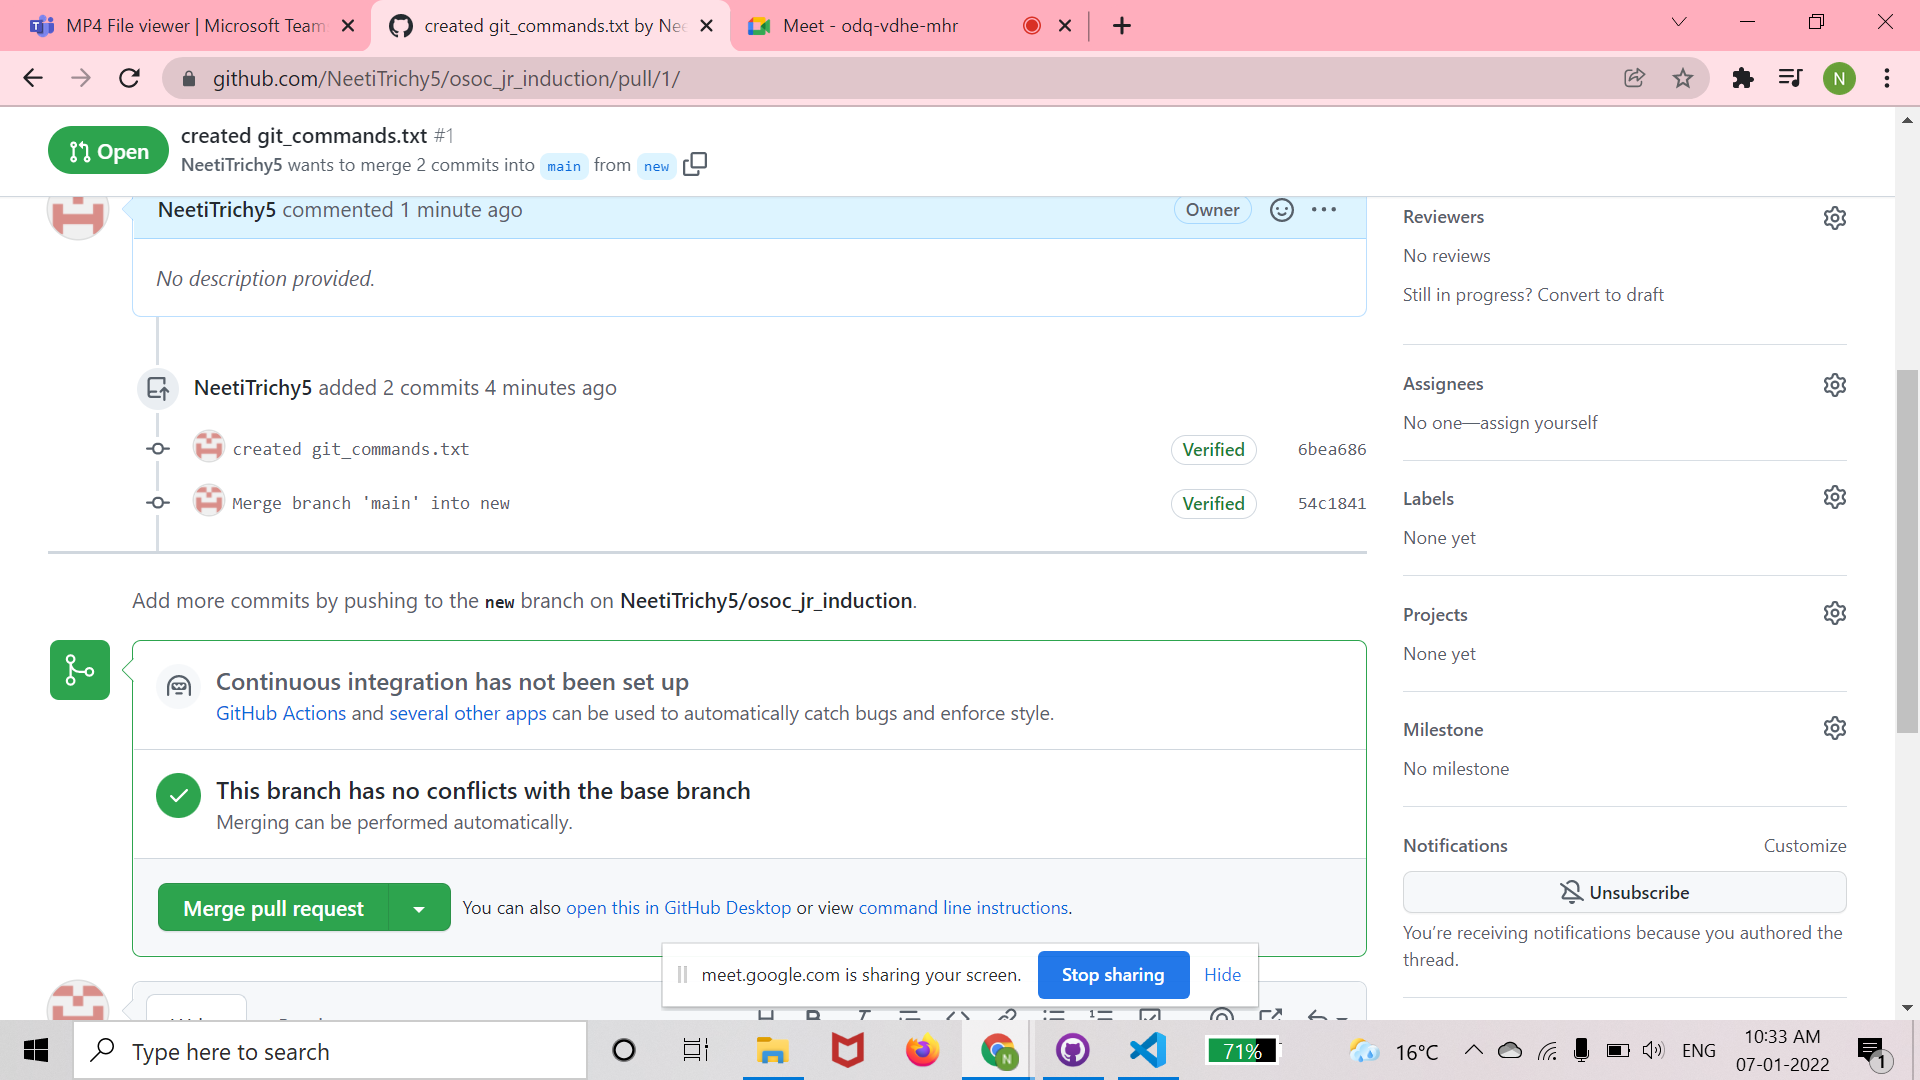 MP4 File viewer | Microsoft Team
created git_commands.txt by Nee
Meet - odq-vdhe-mhr
github.com/NeetiTrichy5/osoc_jr_induction/pull/1/
N
Open
created git_commands.txt #1
NeetiTrichy5 wants to merge 2 commits into main from new
NeetiTrichy5 commented 1 minute ago
Owner
No description provided.
NeetiTrichy5 added 2 commits 4 minutes ago
created git_commands.txt
Verified
6bea686
Merge branch 'main' into new
Verified
54c1841
Add more commits by pushing to the new branch on NeetiTrichy5/osoc_jr_induction.
Continuous integration has not been set up
GitHub Actions and several other apps can be used to automatically catch bugs and enforce style.
This branch has no conflicts with the base branch
Merging can be performed automatically.
Merge pull request
You can also open this in GitHub Desktop or view command line instructions.
Reviewers
No reviews
Still in progress? Convert to draft
Assignees
No one—assign yourself
Labels
None yet
Projects
None yet
Milestone
No milestone
Notifications
Customize
Unsubscribe
You're receiving notifications because you authored the
thread.
meet.google.com is sharing your screen.
Stop sharing
Hide
Type here to search
N
71%
16°C
ENG
10:33 AM
07-01-2022
1